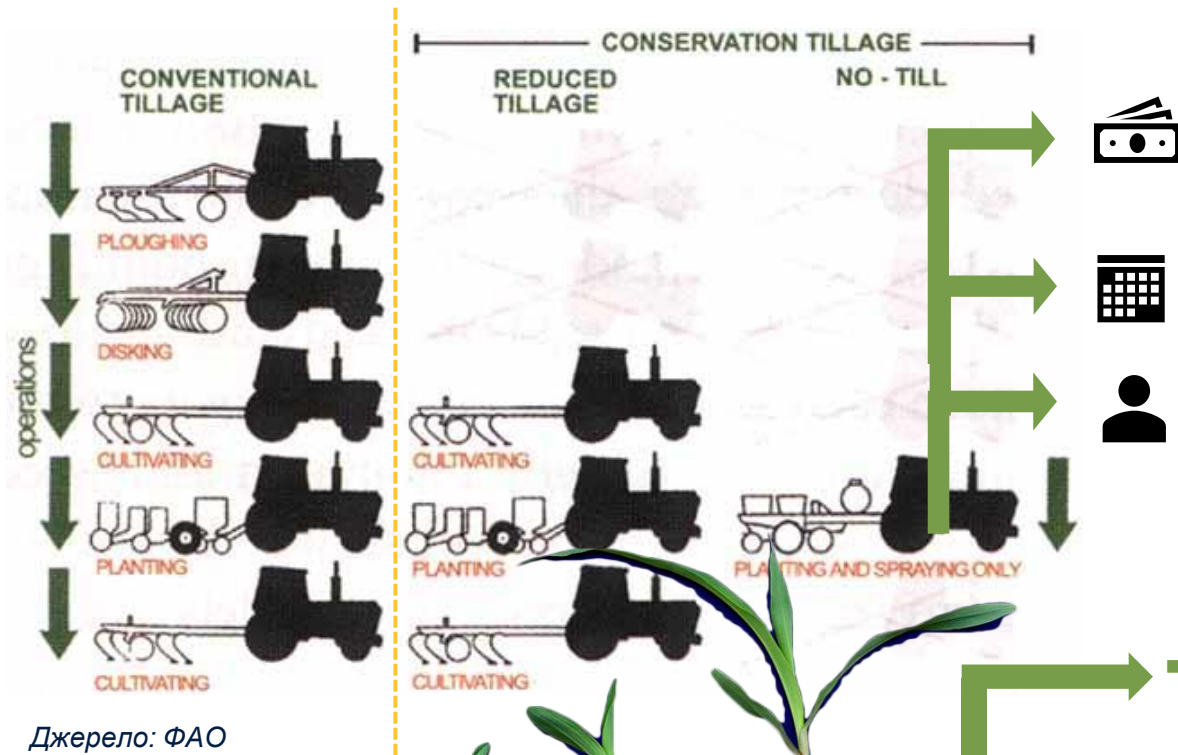 CONSERVATION TILLAGE
CONVENTIONAL
TILLAGE
REDUCED
TILLAGE
NO - TILL
operations
PLOUGHING
DISKING
CULTIVATING
CULTIVATING
PLANTING
PLANTING
PLANTING AND SPRAYING ONLY
CULTIVATING
CULTIVATING
Джерело: ФАО